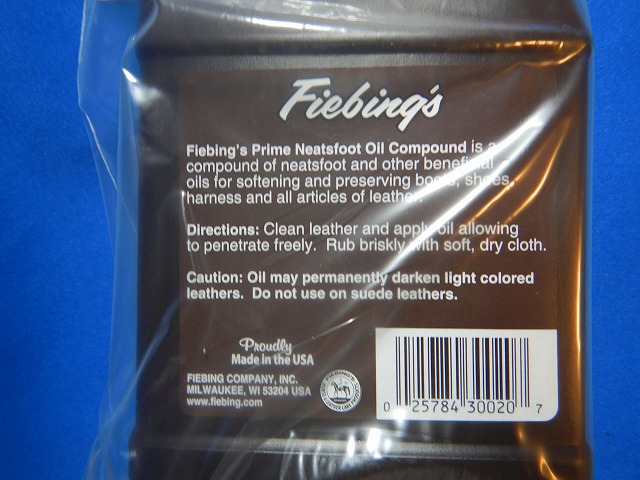 Fiebing's
Fiebing's Prime Neatsfoot Oil Compound is a
compound of neatsfoot and other beneficial
oils for softening and preserving boots, shoes,
harness and all articles of leather.
Directions: Clean leather and apply oil allowing
to penetrate freely. Rub briskly with soft, dry cloth.
Caution: Oil may permanently darken light colored
leathers. Do not use on suede leathers.
Proudly
Made in the USA
FIEBING COMPANY, INC.
MILWAUKEE, WI 53204 USA
www.fiebing.com
0 25784 30020 7